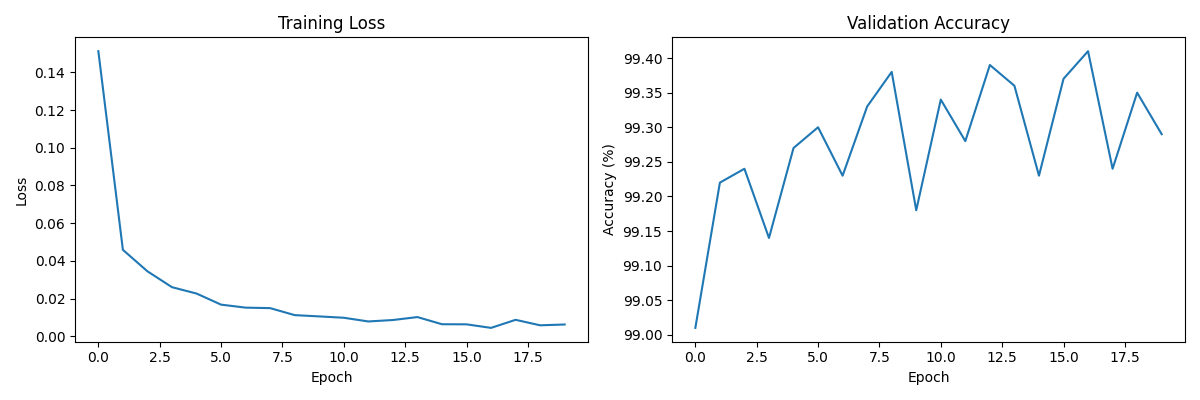 Training Loss
Loss
0.14
0.12
0.10
0.08
0.06
0.04
0.02
0.00
0.0 2.5 5.0 7.5 10.0 12.5 15.0 17.5
Epoch
Validation Accuracy
Accuracy (%)
99.40
99.35
99.30
99.25
99.20
99.15
99.10
99.05
99.00
0.0 2.5 5.0 7.5 10.0 12.5 15.0 17.5
Epoch